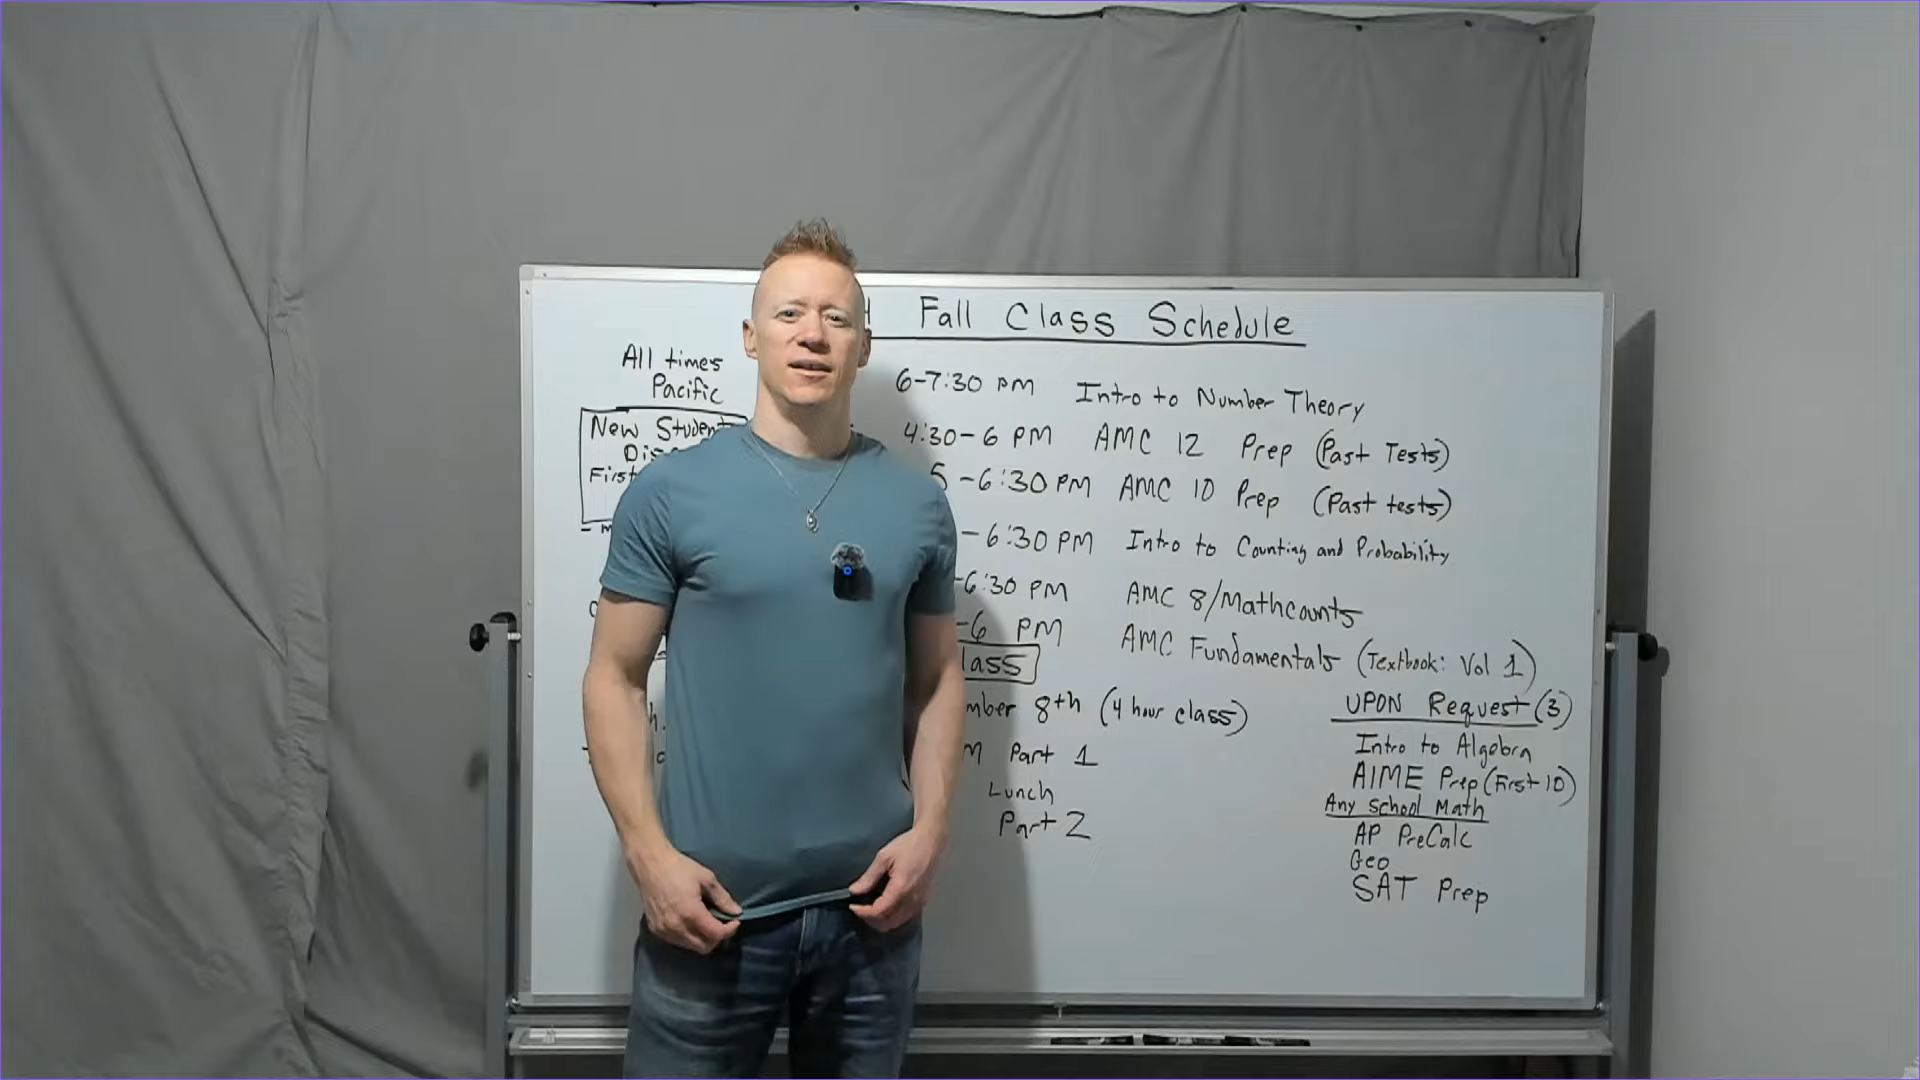 Fall Class Schedule
All times
Pacific
New Student
First
6-7:30 PM Intro to Number Theory
4:30-6 PM AMC 12 Prep (Past Tests)
5-6:30 PM AMC 10 Prep (Past tests)
-6:30 PM Intro to Counting and Probability
-6:30 PM AMC 8/Mathcounts
-6 PM AMC Fundamentals (Textbook: Vol 1)
lass
mber 8th (4 hour class)
M Part 1
Lunch
Part 2
UPON Request (3)
Intro to Algebra
AIME Prep (First 10)
Any School Math
AP PreCalc
Geo
SAT Prep